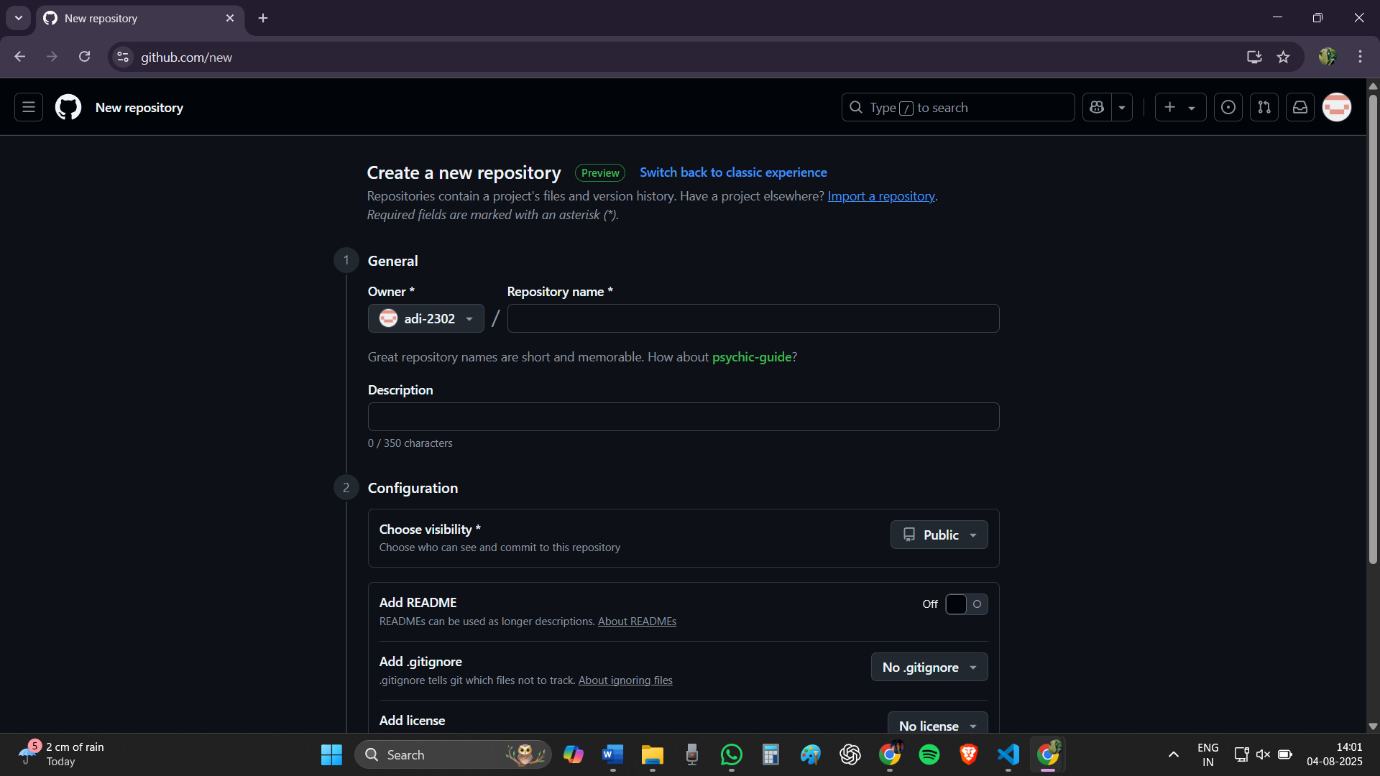 New repository
github.com/new
New repository
Type / to search
Create a new repository Preview Switch back to classic experience
Repositories contain a project's files and version history. Have a project elsewhere? Import a repository.
Required fields are marked with an asterisk (*).
1 General
Owner * Repository name *
adi-2302 /
Great repository names are short and memorable. How about psychic-guide?
Description
0 / 350 characters
2 Configuration
Choose visibility * Public
Choose who can see and commit to this repository
Add README Off
READMEs can be used as longer descriptions. About READMEs
Add .gitignore No .gitignore
.gitignore tells git which files not to track. About ignoring files
Add license No license
5 2 cm of rain
Today
Search
ENG
IN
14:01
04-08-2025